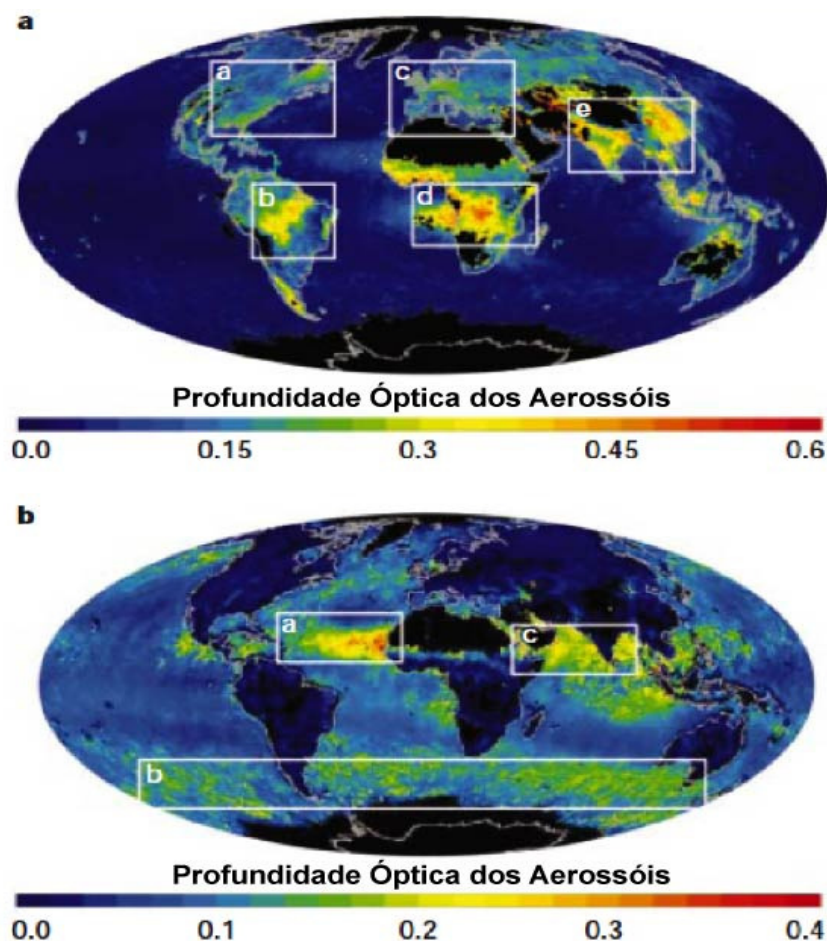 a
a
c
e
b
d
Profundidade Óptica dos Aerossóis
0.0 0.15 0.3 0.45 0.6
b
a
c
b
Profundidade Óptica dos Aerossóis
0.0 0.1 0.2 0.3 0.4